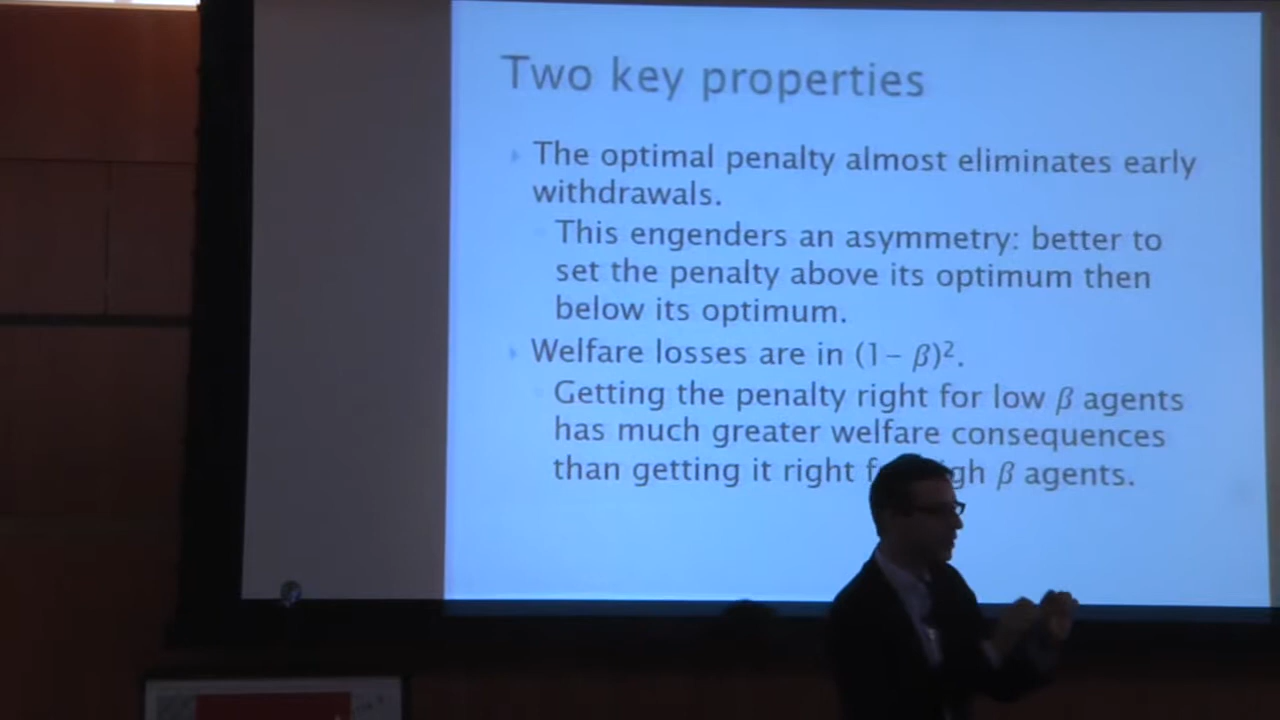 Two key properties
The optimal penalty almost eliminates early
withdrawals.
This engenders an asymmetry: better to
set the penalty above its optimum then
below its optimum.
Welfare losses are in (1 – β)².
Getting the penalty right for low β agents
has much greater welfare consequences
than getting it right f gh β agents.